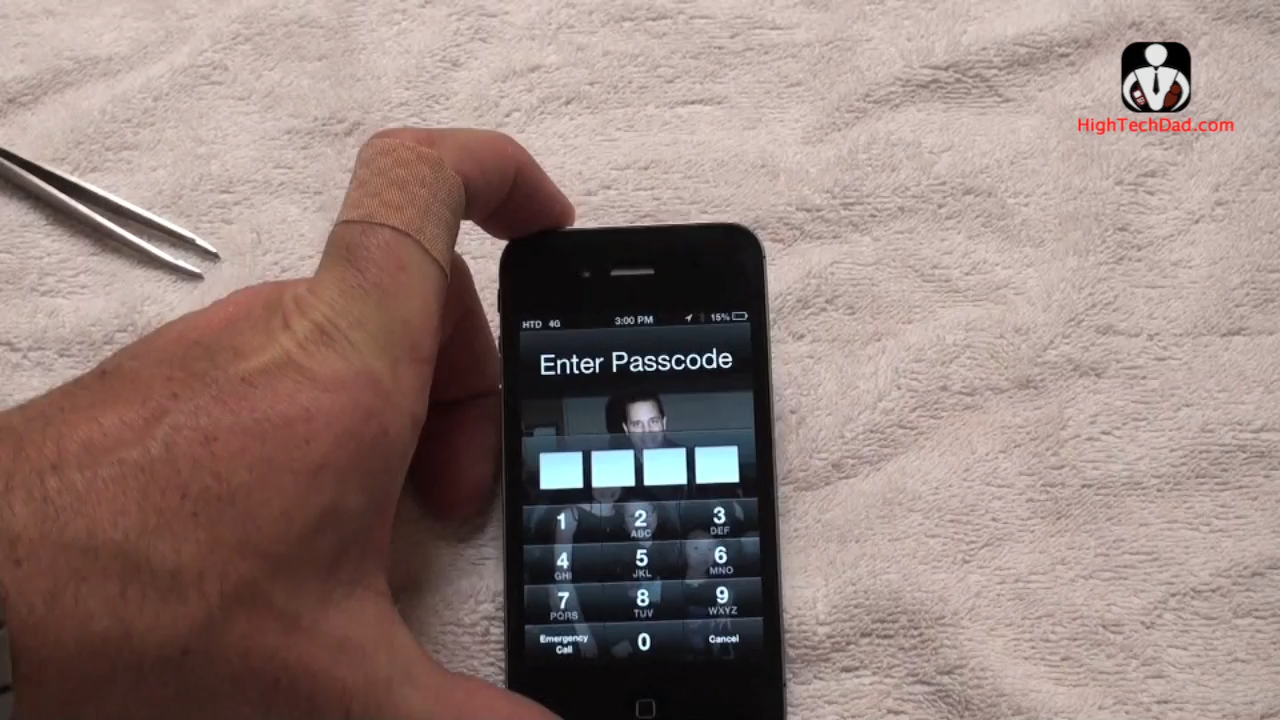 HighTechDad.com
HTD 4G 3:00 PM 15%
Enter Passcode
1 2 3
ABC DEF
4 5 6
GHI JKL MNO
7 8 9
PQRS TUV WXYZ
Emergency Call 0 Cancel